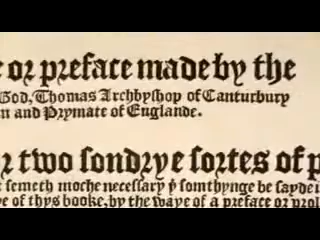 e or preface made by the
God, Thomas Archbyshop of Canturbury
n and Prymate of Englande.
r two sondrye sortes of p
semeth moche necessary þͭ somthynge be sayde i
e of thys booke, by the waye of a preface or prol